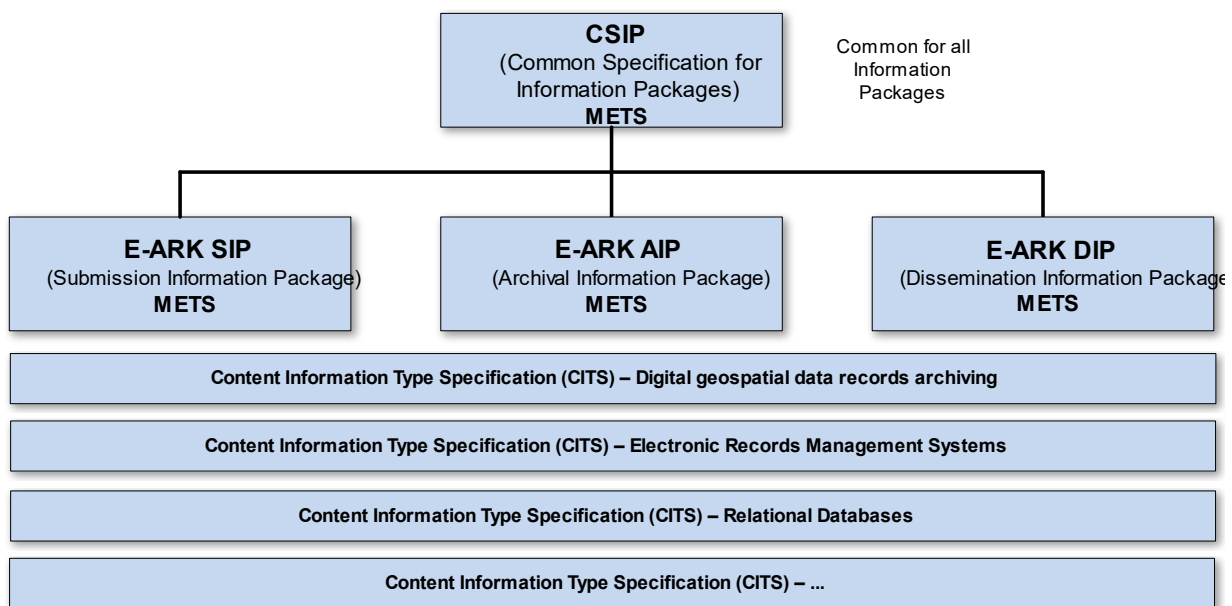 CSIP
(Common Specification for
Information Packages)
METS
Common for all
Information
Packages
E-ARK SIP
(Submission Information Package)
METS
E-ARK AIP
(Archival Information Package)
METS
E-ARK DIP
(Dissemination Information Package
METS
Content Information Type Specification (CITS) – Digital geospatial data records archiving
Content Information Type Specification (CITS) – Electronic Records Management Systems
Content Information Type Specification (CITS) – Relational Databases
Content Information Type Specification (CITS) – ...